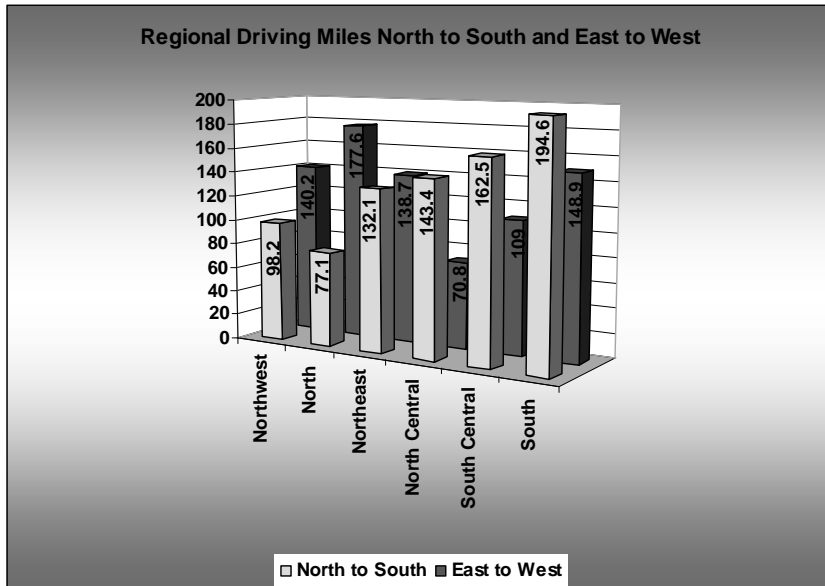 Regional Driving Miles North to South and East to West
200
180
160
140
120
100
80
60
40
20
0
98.2
140.2
77.1
177.6
132.1
138.7
143.4
70.8
162.5
109
194.6
148.9
Northwest
North
Northeast
North Central
South Central
South
North to South East to West